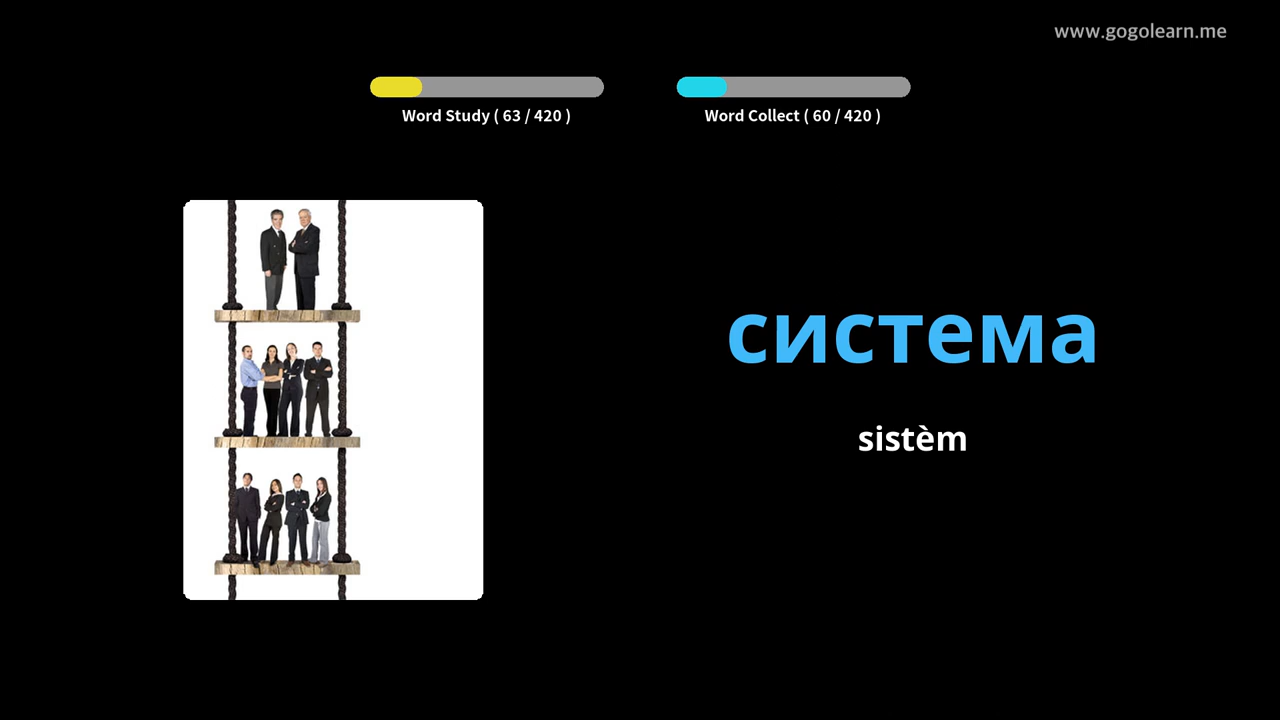 www.gogolearn.me
Word Study ( 63 / 420 )
Word Collect ( 60 / 420 )
система
sistèm